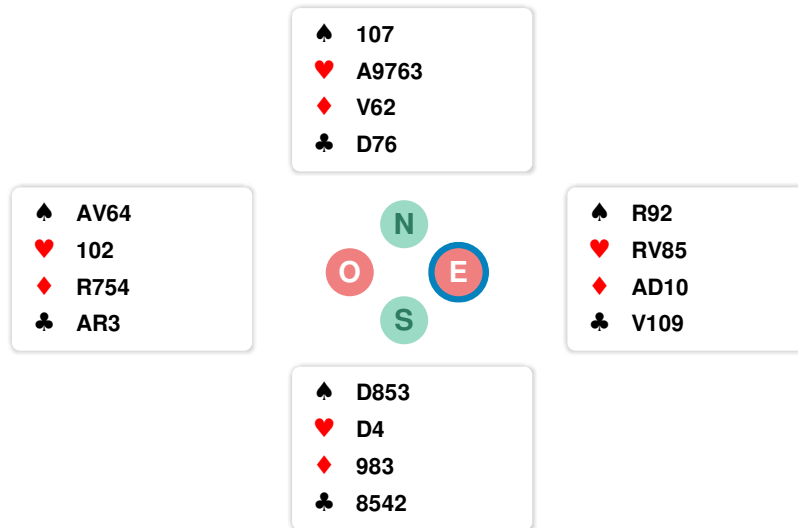 ♠ 107
♥ A9763
♦ V62
♣ D76
♠ AV64
♥ 102
♦ R754
♣ AR3
N
O
E
S
♠ R92
♥ RV85
♦ AD10
♣ V109
♠ D853
♥ D4
♦ 983
♣ 8542